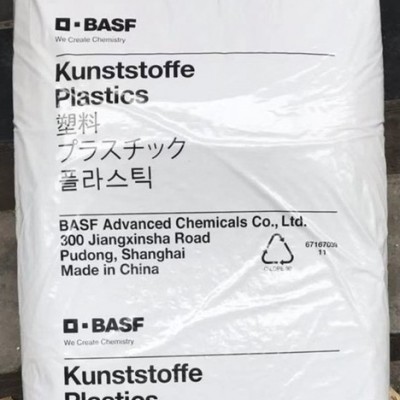 BASF
We Create Chemistry
Kunststoffe
Plastics
塑料
プラスチック
플라스틱
BASF Advanced Chemicals Co., Ltd.
300 Jiangxinsha Road
Pudong, Shanghai
Made in China
11
BASF
We Create Chemistry
Kunststoffe
Plastics